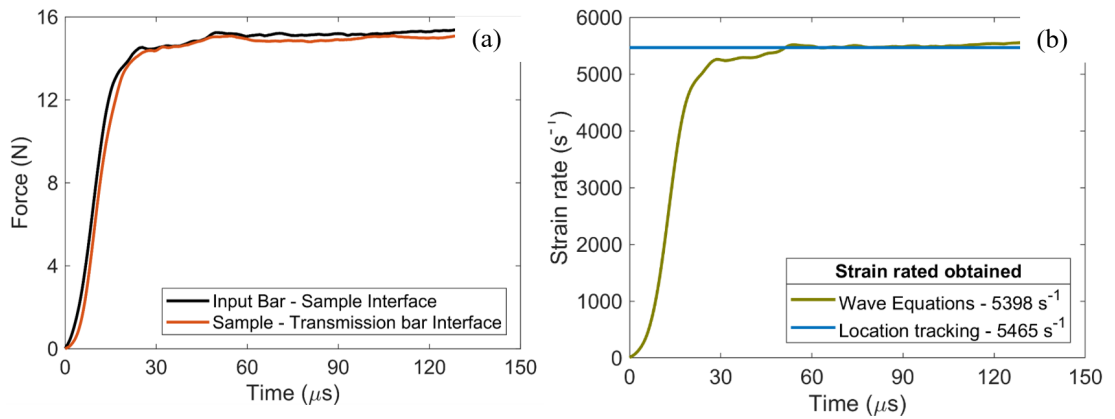 (a)
16
12
8
4
0
Force (N)
Input Bar - Sample Interface
Sample - Transmission bar Interface
0 30 60 90 120 150
Time (μs)
(b)
6000
5000
4000
3000
2000
1000
0
Strain rate (s⁻¹)
Strain rated obtained
Wave Equations - 5398 s⁻¹
Location tracking - 5465 s⁻¹
0 30 60 90 120 150
Time (μs)